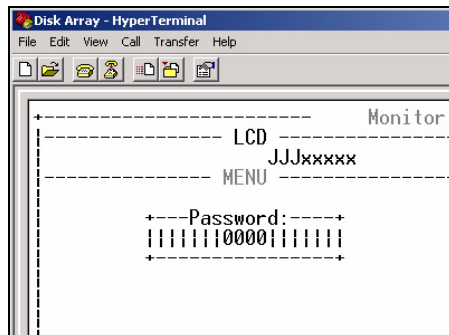 Disk Array - HyperTerminal
File Edit View Call Transfer Help
+------------------------- Monitor
|----------------- LCD ----------------
JJJxxxxx
|---------------- MENU ----------------
+---Password:----+
|||||||0000|||||||
+----------------+